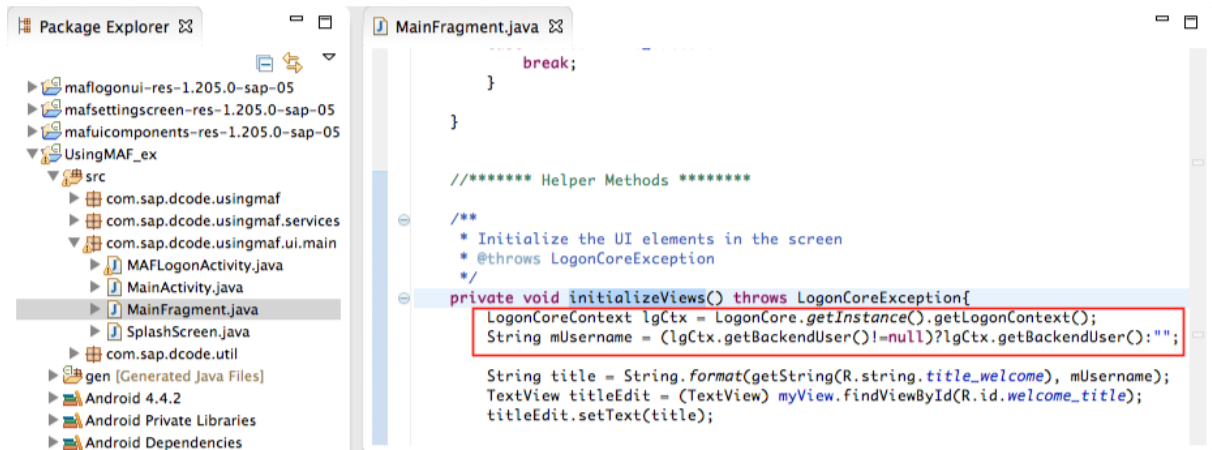 Package Explorer
maflogonui-res-1.205.0-sap-05
mafsettingscreen-res-1.205.0-sap-05
mafuicomponents-res-1.205.0-sap-05
UsingMAF_ex
src
com.sap.dcode.usingmaf
com.sap.dcode.usingmaf.services
com.sap.dcode.usingmaf.ui.main
MAFLogonActivity.java
MainActivity.java
MainFragment.java
SplashScreen.java
com.sap.dcode.util
gen [Generated Java Files]
Android 4.4.2
Android Private Libraries
Android Dependencies
MainFragment.java
break;
}
}
//******* Helper Methods ********
/**
* Initialize the UI elements in the screen
* @throws LogonCoreException
*/
private void initializeViews() throws LogonCoreException{
LogonCoreContext lgCtx = LogonCore.getInstance().getLogonContext();
String mUsername = (lgCtx.getBackendUser()!=null)?lgCtx.getBackendUser():"";
String title = String.format(getString(R.string.title_welcome), mUsername);
TextView titleEdit = (TextView) myView.findViewById(R.id.welcome_title);
titleEdit.setText(title);